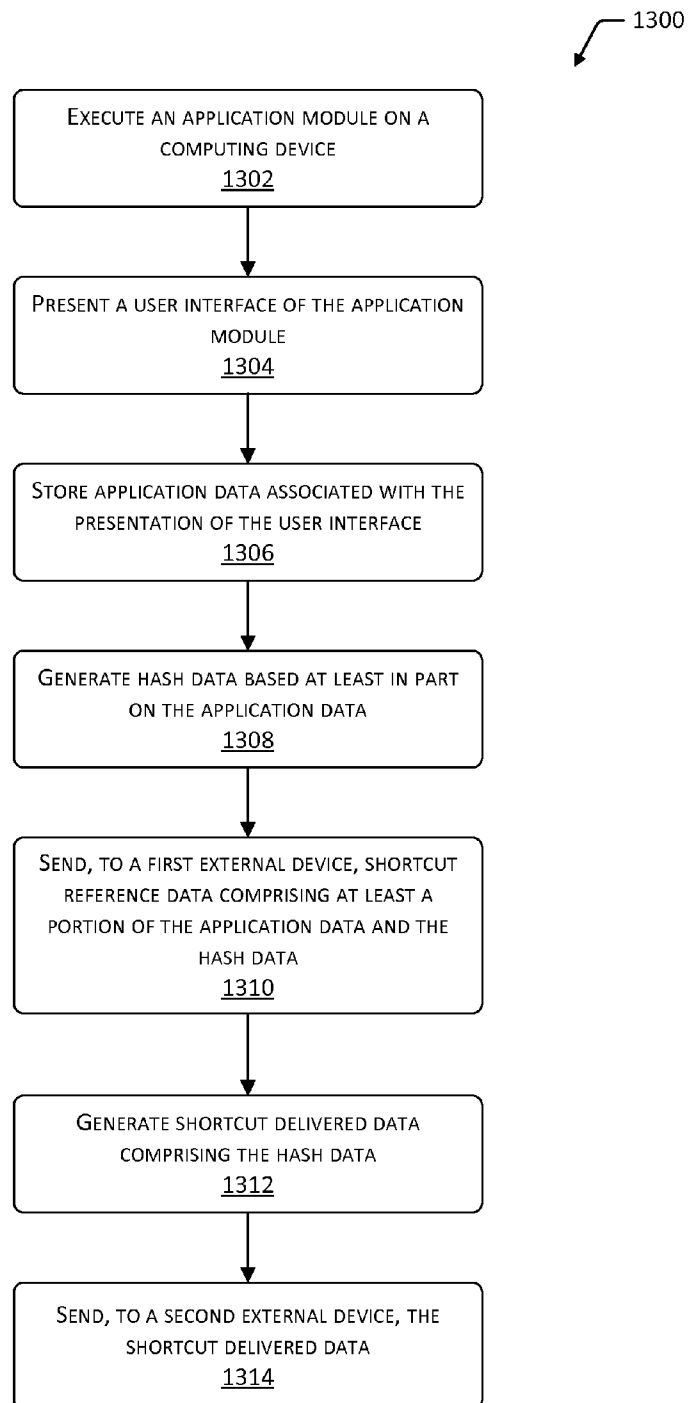 1300
EXECUTE AN APPLICATION MODULE ON A
COMPUTING DEVICE
1302
PRESENT A USER INTERFACE OF THE APPLICATION
MODULE
1304
STORE APPLICATION DATA ASSOCIATED WITH THE
PRESENTATION OF THE USER INTERFACE
1306
GENERATE HASH DATA BASED AT LEAST IN PART
ON THE APPLICATION DATA
1308
SEND, TO A FIRST EXTERNAL DEVICE, SHORTCUT
REFERENCE DATA COMPRISING AT LEAST A
PORTION OF THE APPLICATION DATA AND THE
HASH DATA
1310
GENERATE SHORTCUT DELIVERED DATA
COMPRISING THE HASH DATA
1312
SEND, TO A SECOND EXTERNAL DEVICE, THE
SHORTCUT DELIVERED DATA
1314